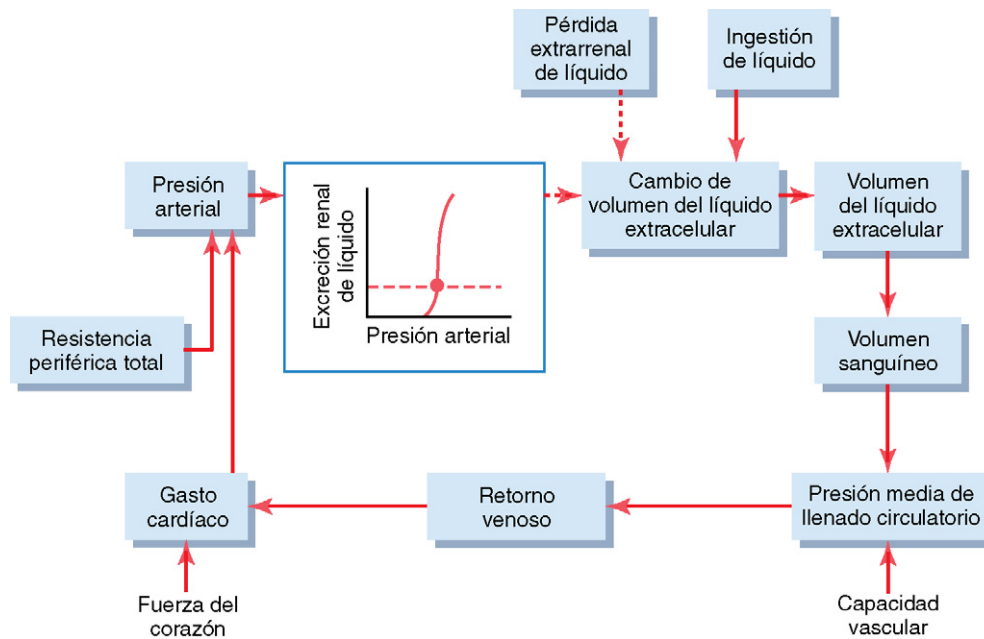 Pérdida
extrarrenal
de líquido
Ingestión
de líquido
Presión
arterial
Excreción renal
de líquido
Presión arterial
Cambio de
volumen del líquido
extracelular
Volumen
del líquido
extracelular
Resistencia
periférica total
Volumen
sanguíneo
Gasto
cardíaco
Retorno
venoso
Presión media de
llenado circulatorio
Fuerza del
corazón
Capacidad
vascular